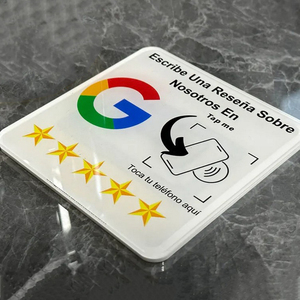 Escribe Una Reseña Sobre
Nosotros En
Tap me
G
Toca tu teléfono aquí